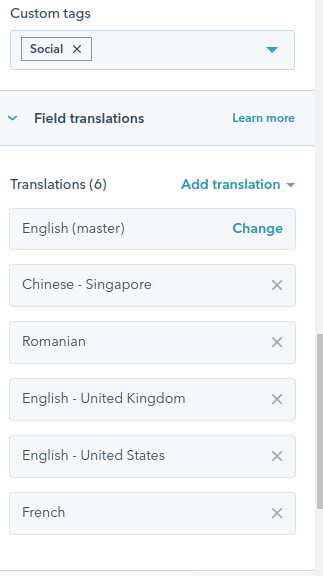 Custom tags
Social
Field translations Learn more
Translations (6) Add translation
English (master) Change
Chinese - Singapore
Romanian
English - United Kingdom
English - United States
French